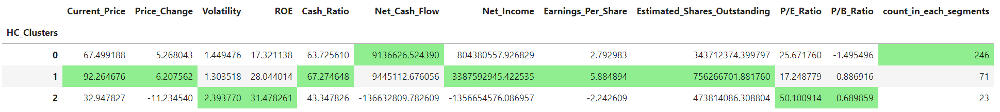 Current_Price Price_Change Volatility ROE Cash_Ratio Net_Cash_Flow Net_Income Earnings_Per_Share Estimated_Shares_Outstanding P/E_Ratio P/B_Ratio count_in_each_segments
HC_Clusters
0 67.499188 5.268043 1.449476 17.321138 63.725610 9136626.524390 804380557.926829 2.792983 343712374.399797 25.671760 -1.495496 246
1 92.264676 6.207562 1.303518 28.044014 67.274648 -9445112.676056 3387592945.422535 5.884894 756266701.881760 17.248779 -0.886916 71
2 32.947827 -11.234540 2.393770 31.478261 43.347826 -136632809.782609 -1356654576.086957 -2.242609 473814086.308804 50.100914 0.689859 23